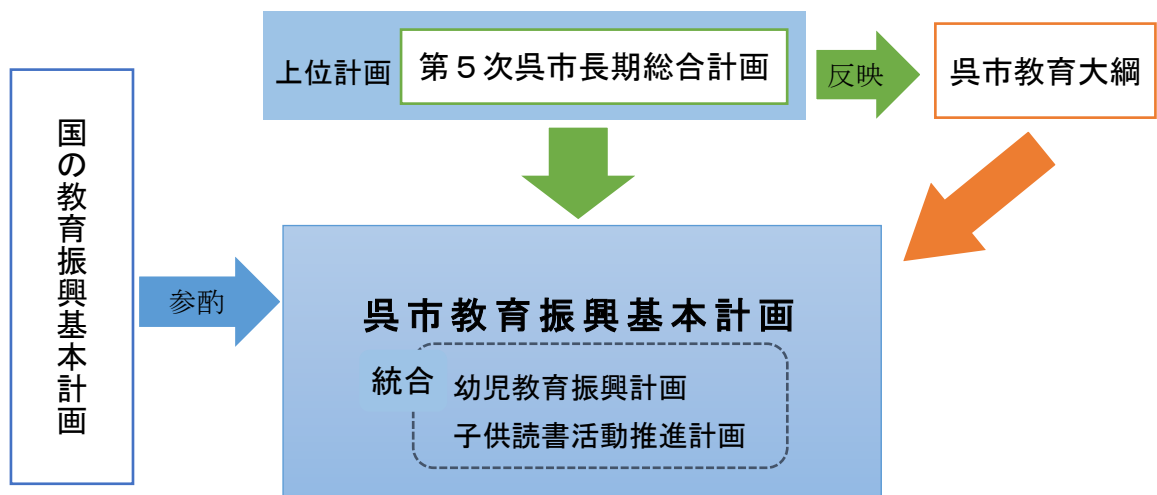 上位計画
第５次呉市長期総合計画
反映
呉市教育大綱
国の教育振興基本計画
参酌
呉市教育振興基本計画
統合
幼児教育振興計画
子供読書活動推進計画